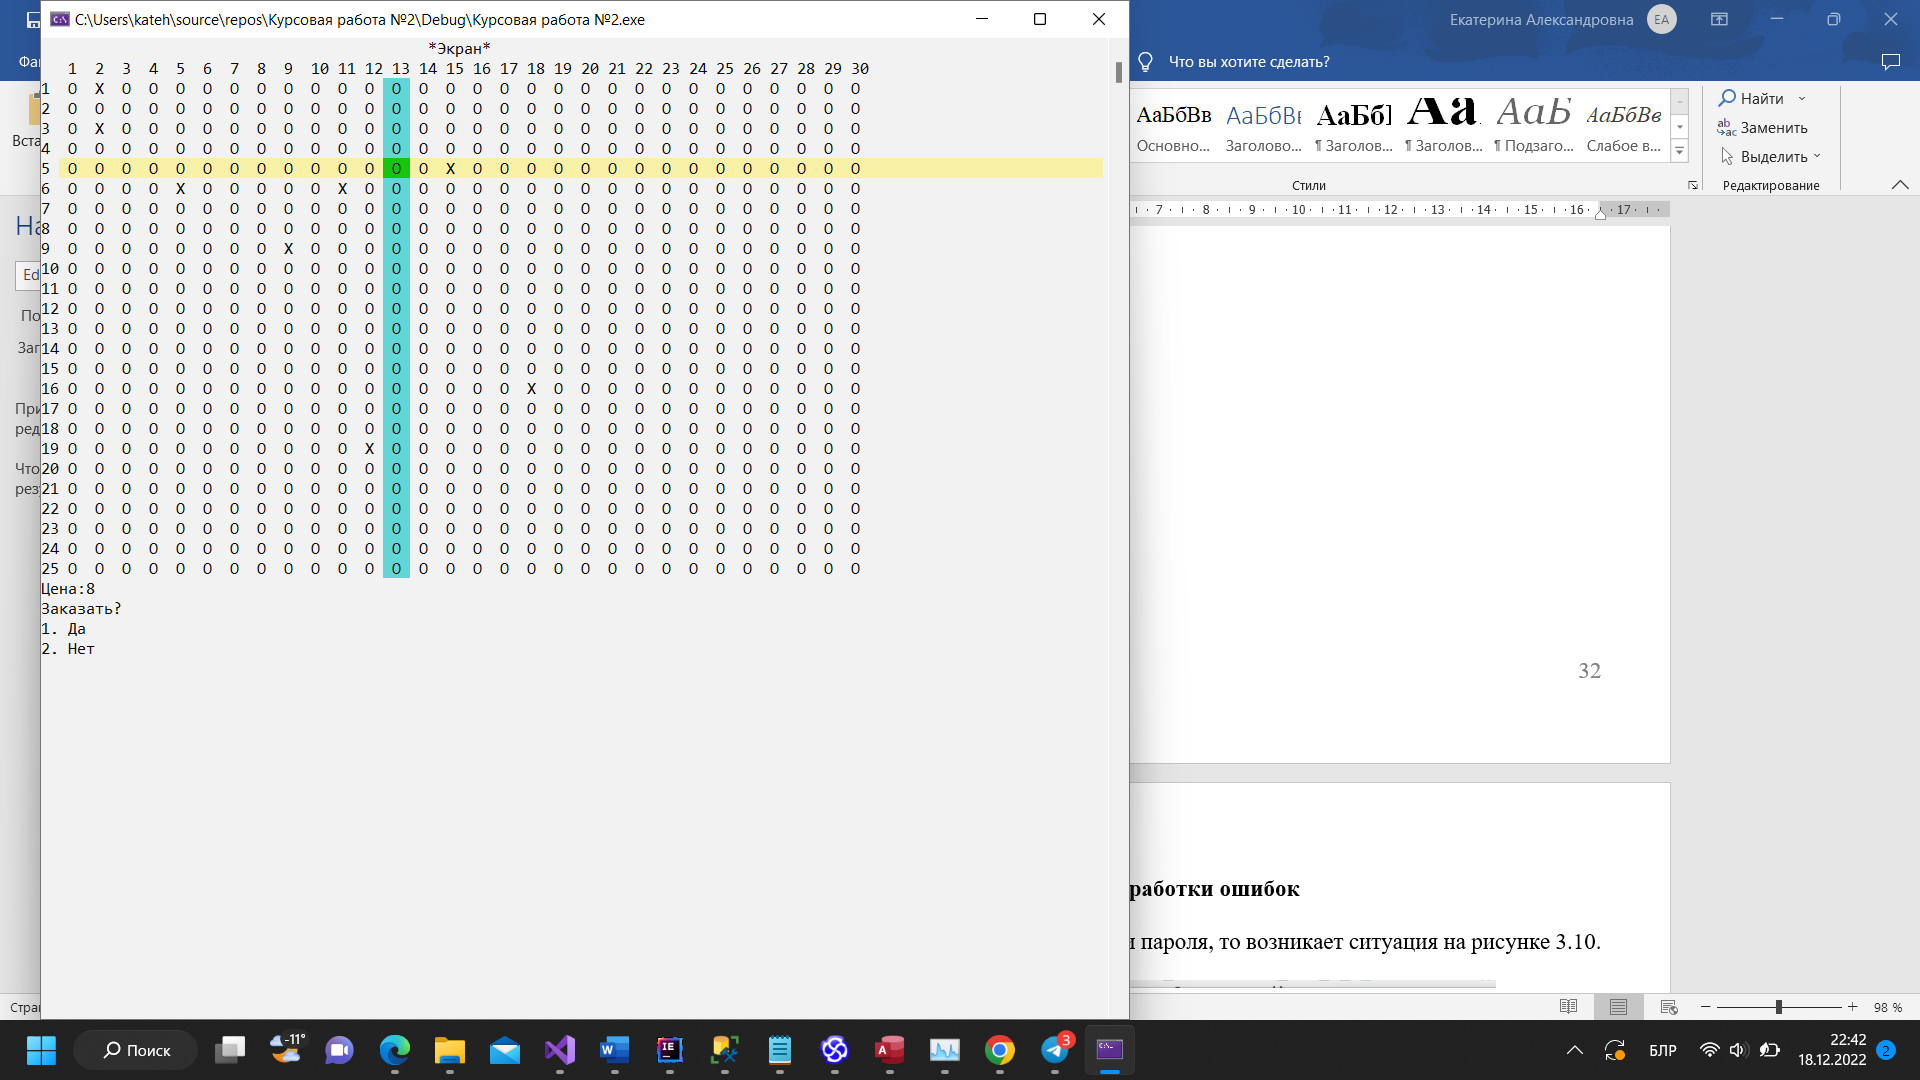 C:\Users\kateh\source\repos\Курсовая работа №2\Debug\Курсовая работа №2.exe
*Экран*
1 2 3 4 5 6 7 8 9 10 11 12 13 14 15 16 17 18 19 20 21 22 23 24 25 26 27 28 29 30
1 0 X 0 0 0 0 0 0 0 0 0 0 0 0 0 0 0 0 0 0 0 0 0 0 0 0 0 0 0 0
2 0 0 0 0 0 0 0 0 0 0 0 0 0 0 0 0 0 0 0 0 0 0 0 0 0 0 0 0 0 0
3 0 X 0 0 0 0 0 0 0 0 0 0 0 0 0 0 0 0 0 0 0 0 0 0 0 0 0 0 0 0
4 0 0 0 0 0 0 0 0 0 0 0 0 0 0 0 0 0 0 0 0 0 0 0 0 0 0 0 0 0 0
5 0 0 0 0 0 0 0 0 0 0 0 0 0 0 X 0 0 0 0 0 0 0 0 0 0 0 0 0 0 0
6 0 0 0 0 X 0 0 0 0 0 X 0 0 0 0 0 0 0 0 0 0 0 0 0 0 0 0 0 0 0
7 0 0 0 0 0 0 0 0 0 0 0 0 0 0 0 0 0 0 0 0 0 0 0 0 0 0 0 0 0 0
8 0 0 0 0 0 0 0 0 0 0 0 0 0 0 0 0 0 0 0 0 0 0 0 0 0 0 0 0 0 0
9 0 0 0 0 0 0 0 0 X 0 0 0 0 0 0 0 0 0 0 0 0 0 0 0 0 0 0 0 0 0
10 0 0 0 0 0 0 0 0 0 0 0 0 0 0 0 0 0 0 0 0 0 0 0 0 0 0 0 0 0 0
11 0 0 0 0 0 0 0 0 0 0 0 0 0 0 0 0 0 0 0 0 0 0 0 0 0 0 0 0 0 0
12 0 0 0 0 0 0 0 0 0 0 0 0 0 0 0 0 0 0 0 0 0 0 0 0 0 0 0 0 0 0
13 0 0 0 0 0 0 0 0 0 0 0 0 0 0 0 0 0 0 0 0 0 0 0 0 0 0 0 0 0 0
14 0 0 0 0 0 0 0 0 0 0 0 0 0 0 0 0 0 0 0 0 0 0 0 0 0 0 0 0 0 0
15 0 0 0 0 0 0 0 0 0 0 0 0 0 0 0 0 0 0 0 0 0 0 0 0 0 0 0 0 0 0
16 0 0 0 0 0 0 0 0 0 0 0 0 0 0 0 0 0 X 0 0 0 0 0 0 0 0 0 0 0 0
17 0 0 0 0 0 0 0 0 0 0 0 0 0 0 0 0 0 0 0 0 0 0 0 0 0 0 0 0 0 0
18 0 0 0 0 0 0 0 0 0 0 0 0 0 0 0 0 0 0 0 0 0 0 0 0 0 0 0 0 0 0
19 0 0 0 0 0 0 0 0 0 0 0 X 0 0 0 0 0 0 0 0 0 0 0 0 0 0 0 0 0 0
20 0 0 0 0 0 0 0 0 0 0 0 0 0 0 0 0 0 0 0 0 0 0 0 0 0 0 0 0 0 0
21 0 0 0 0 0 0 0 0 0 0 0 0 0 0 0 0 0 0 0 0 0 0 0 0 0 0 0 0 0 0
22 0 0 0 0 0 0 0 0 0 0 0 0 0 0 0 0 0 0 0 0 0 0 0 0 0 0 0 0 0 0
23 0 0 0 0 0 0 0 0 0 0 0 0 0 0 0 0 0 0 0 0 0 0 0 0 0 0 0 0 0 0
24 0 0 0 0 0 0 0 0 0 0 0 0 0 0 0 0 0 0 0 0 0 0 0 0 0 0 0 0 0 0
25 0 0 0 0 0 0 0 0 0 0 0 0 0 0 0 0 0 0 0 0 0 0 0 0 0 0 0 0 0 0
Цена:8
Заказать?
1. Да
2. Нет
Екатерина Александровна EA
Что вы хотите сделать?
АаБбВв АаБбВ АаБб АаБ АаБбВв
Основно... Заголово... ¶ Заголов... ¶ Заголов... ¶ Подзаго... Слабое в...
Стили
Найти
Заменить
Выделить
Редактирование
7 8 9 10 11 12 13 14 15 16 17
32
работки ошибок
пароля, то возникает ситуация на рисунке 3.10.
98 %
-11°
Поиск
3
БЛР
22:42
18.12.2022
2